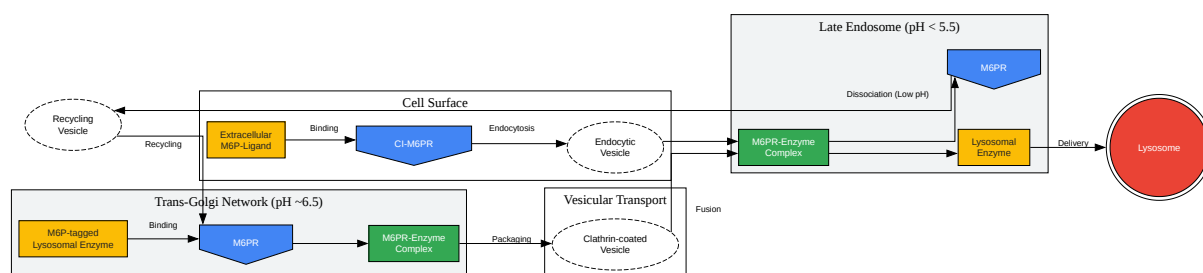 Late Endosome (pH < 5.5)
M6PR
Dissociation (Low pH)
Cell Surface
Recycling
Vesicle
Extracellular
M6P-Ligand
Binding
CI-M6PR
Endocytosis
Endocytic
Vesicle
M6PR-Enzyme
Complex
Lysosomal
Enzyme
Delivery
Lysosome
Recycling
Trans-Golgi Network (pH ~6.5)
Vesicular Transport
Fusion
M6P-tagged
Lysosomal Enzyme
Binding
M6PR
M6PR-Enzyme
Complex
Packaging
Clathrin-coated
Vesicle